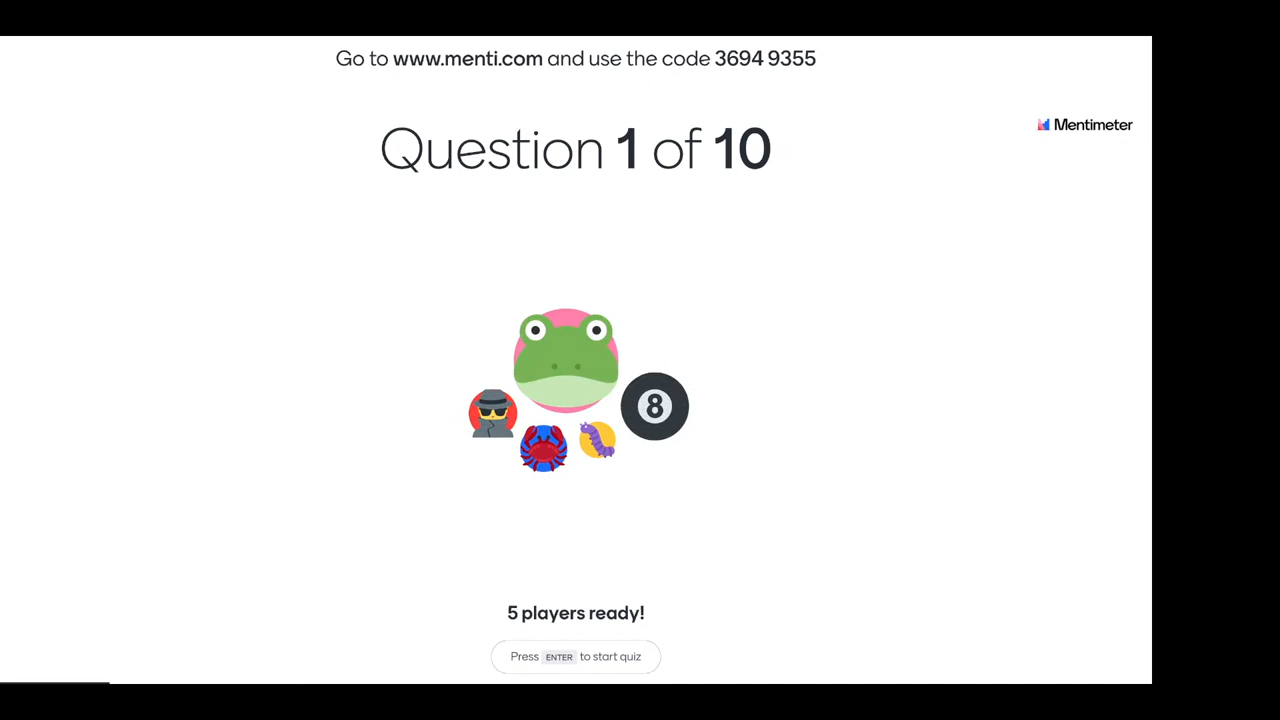 Go to www.menti.com and use the code 3694 9355
Mentimeter
Question 1 of 10
8
5 players ready!
Press ENTER to start quiz